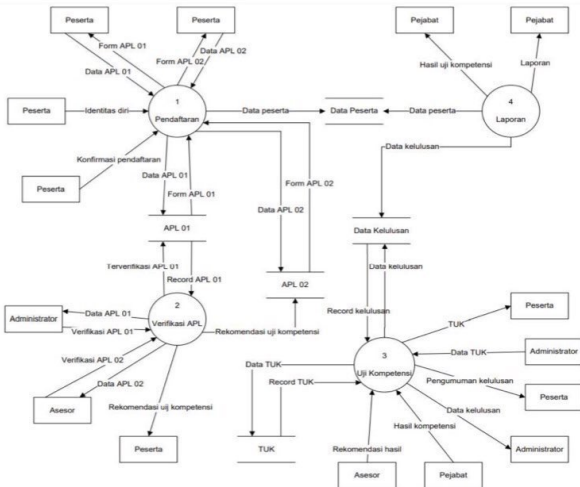 Peserta
Peserta
Pejabat
Pejabat
Form APL 01
Form APL 02
Data APL 02
Data APL 01
Hasil uji kompetensi
Laporan
1
Pendaftaran
Peserta
Identitas diri
Data peserta
Data Peserta
Data peserta
4
Laporan
Konfirmasi pendaftaran
Peserta
Data APL 01
Form APL 01
Data APL 02
Form APL 02
Data kelulusan
APL 01
Data Kelulusan
Terverifikasi APL 01
Record APL 01
APL 02
Data kelulusan
Record kelulusan
2
Verifikasi APL
Administrator
Data APL 01
Verifikasi APL 01
Rekomendasi uji kompetensi
Verifikasi APL 02
Data APL 02
Asesor
Rekomendasi uij kompetensi
Peserta
3
Uji Kompetensi
TUK
Peserta
Data TUK
Administrator
Data TUK
Record TUK
Pengumuman kelulusan
Peserta
Data kelulusan
Administrator
TUK
Rekomendasi hasil
Hasil kompetensi
Asesor
Pejabat